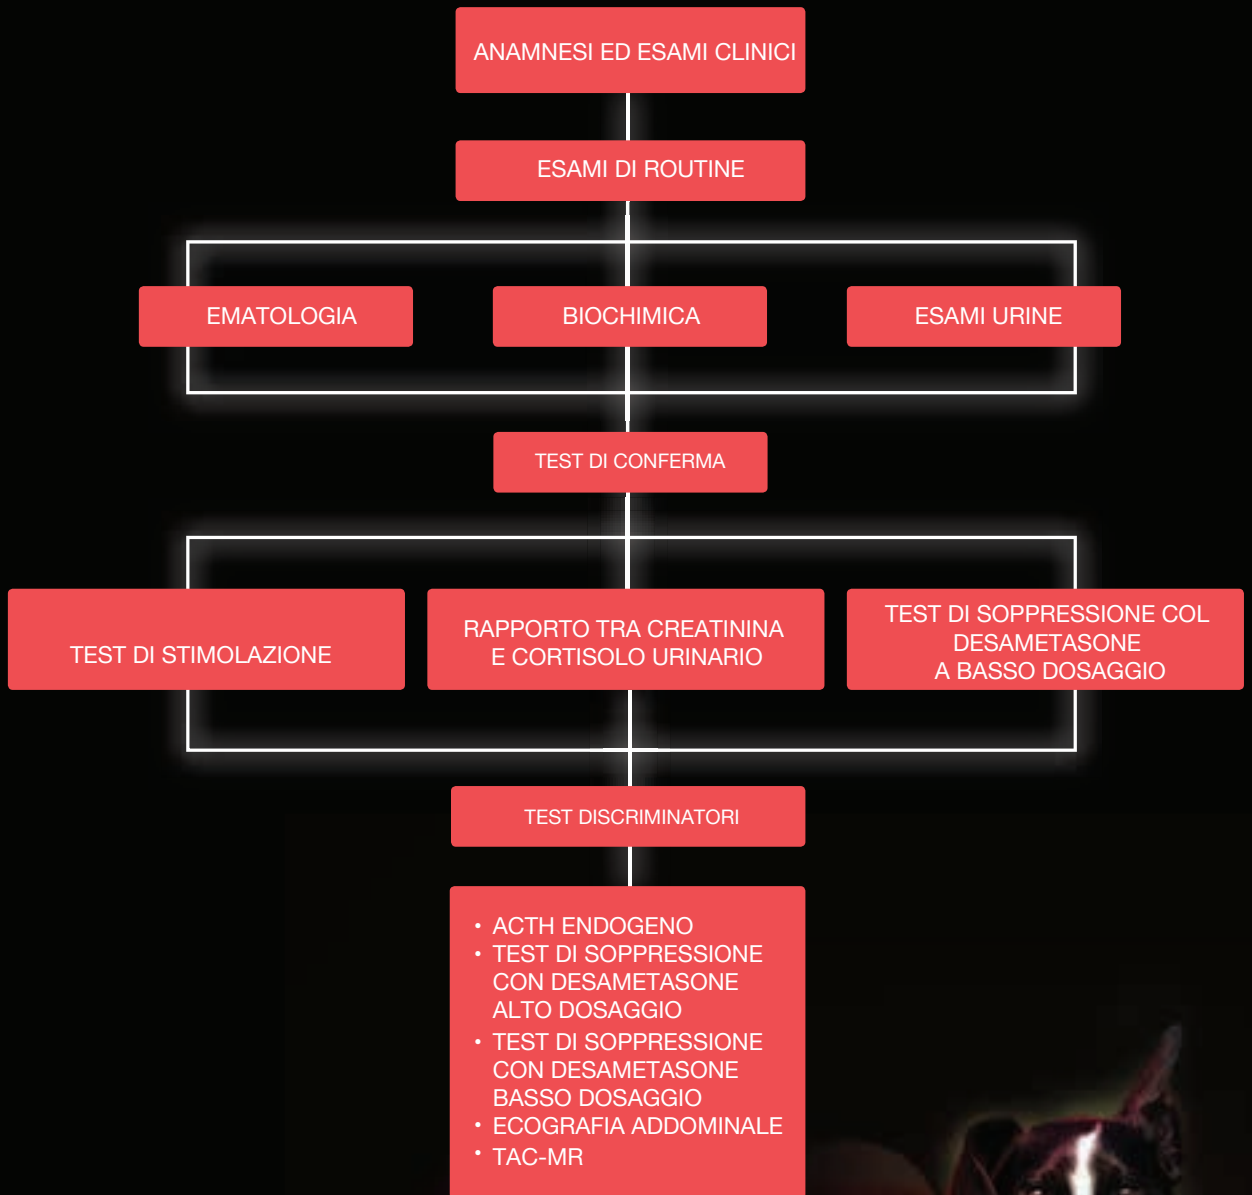 ANAMNESI ED ESAMI CLINICI
ESAMI DI ROUTINE
EMATOLOGIA
BIOCHIMICA
ESAMI URINE
TEST DI CONFERMA
TEST DI STIMOLAZIONE
RAPPORTO TRA CREATININA
E CORTISOLO URINARIO
TEST DI SOPPRESSIONE COL
DESAMETASONE
A BASSO DOSAGGIO
TEST DISCRIMINATORI
• ACTH ENDOGENO
• TEST DI SOPPRESSIONE
CON DESAMETASONE
ALTO DOSAGGIO
• TEST DI SOPPRESSIONE
CON DESAMETASONE
BASSO DOSAGGIO
• ECOGRAFIA ADDOMINALE
• TAC-MR